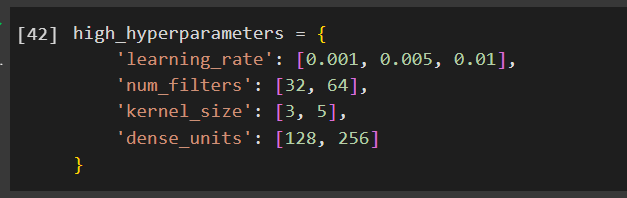 [42] high_hyperparameters = {
'learning_rate': [0.001, 0.005, 0.01],
'num_filters': [32, 64],
'kernel_size': [3, 5],
'dense_units': [128, 256]
}